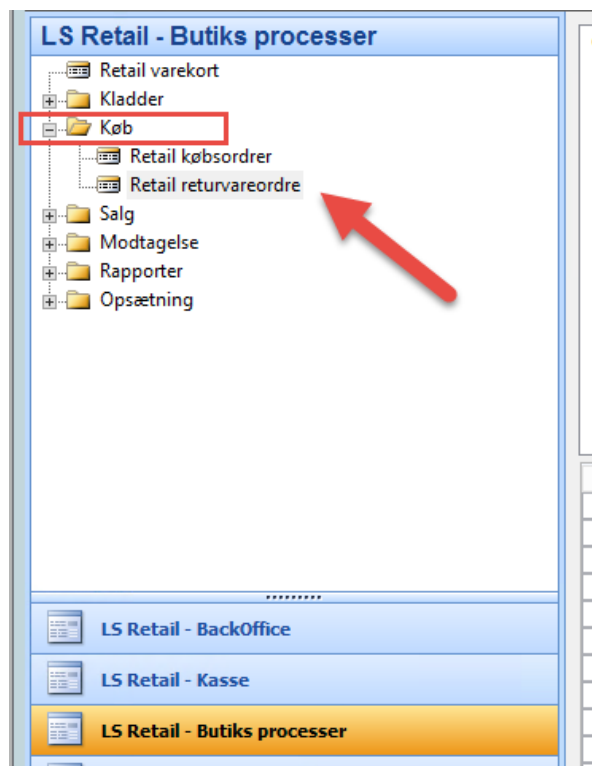 LS Retail - Butiks processer
Retail varekort
Kladder
Køb
Retail købsordrer
Retail returvareordre
Salg
Modtagelse
Rapporter
Opsætning
LS Retail - BackOffice
LS Retail - Kasse
LS Retail - Butiks processer